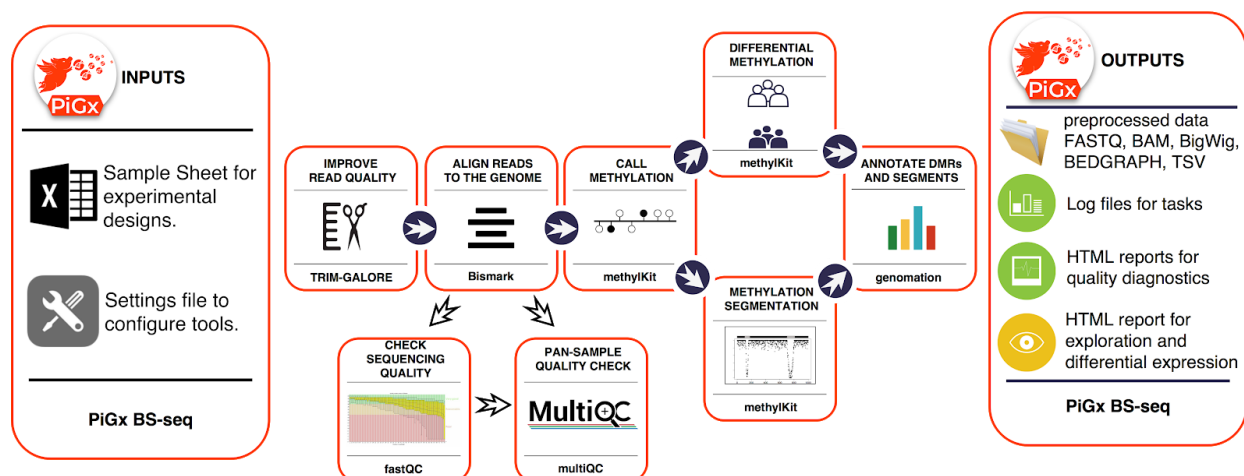 PiGx
INPUTS
X
Sample Sheet for
experimental
designs.
Settings file to
configure tools.
PiGx BS-seq
IMPROVE
READ QUALITY
TRIM-GALORE
ALIGN READS
TO THE GENOME
Bismark
CALL
METHYLATION
methylKit
DIFFERENTIAL
METHYLATION
methylKit
METHYLATION
SEGMENTATION
methylKit
ANNOTATE DMRs
AND SEGMENTS
genomation
CHECK
SEQUENCING
QUALITY
fastQC
PAN-SAMPLE
QUALITY CHECK
MultiQC
multiQC
PiGx
OUTPUTS
preprocessed data
FASTQ, BAM, BigWig,
BEDGRAPH, TSV
Log files for tasks
HTML reports for
quality diagnostics
HTML report for
exploration and
differential expression
PiGx BS-seq